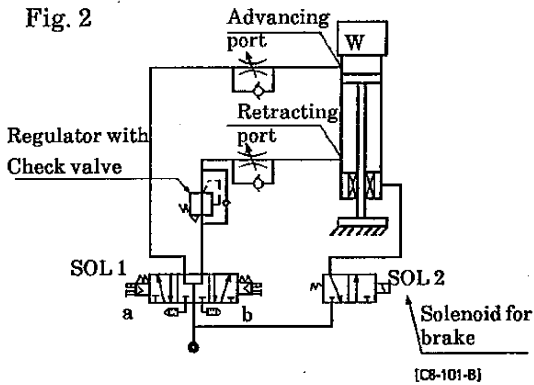 Fig. 2
Advancing
port
W
Retracting
port
Regulator with
Check valve
SOL 1
a
b
SOL 2
Solenoid for
brake
[C8-101-B]